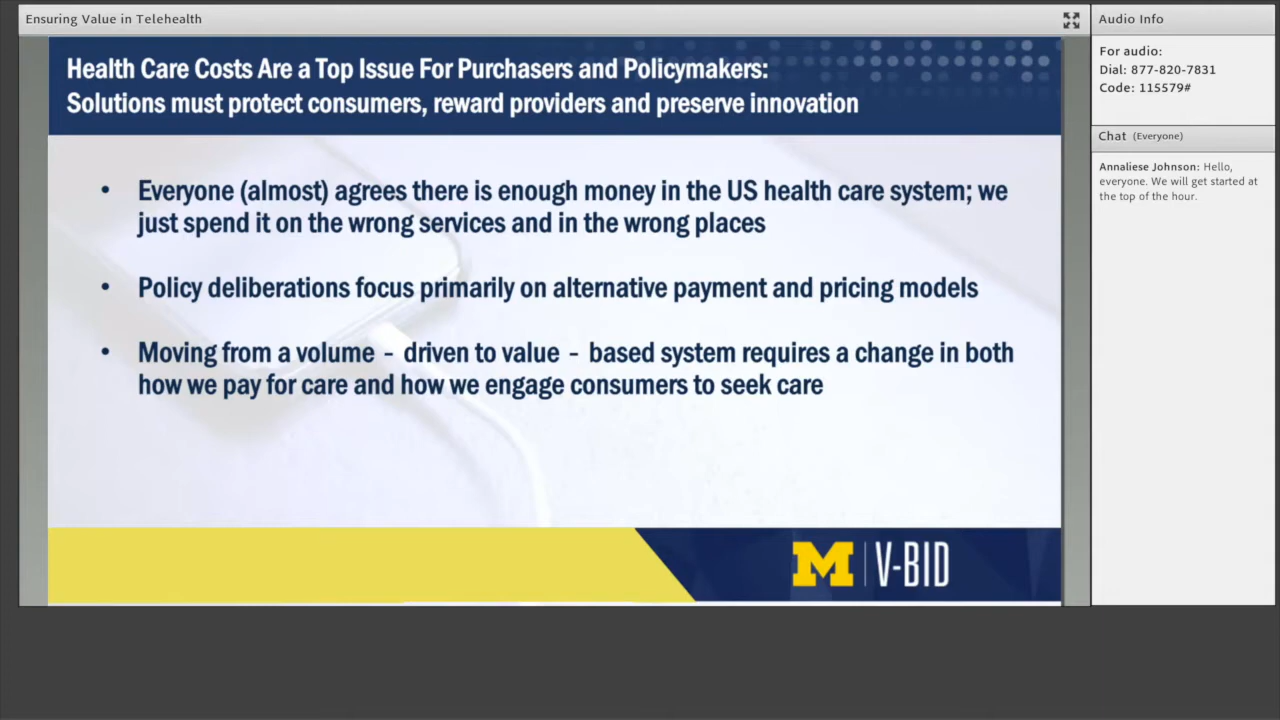 Ensuring Value in Telehealth
Health Care Costs Are a Top Issue For Purchasers and Policymakers:
Solutions must protect consumers, reward providers and preserve innovation
• Everyone (almost) agrees there is enough money in the US health care system; we
just spend it on the wrong services and in the wrong places
• Policy deliberations focus primarily on alternative payment and pricing models
• Moving from a volume - driven to value - based system requires a change in both
how we pay for care and how we engage consumers to seek care
M | V-BID
Audio Info
For audio:
Dial: 877-820-7831
Code: 115579#
Chat (Everyone)
Annaliese Johnson: Hello,
everyone. We will get started at
the top of the hour.